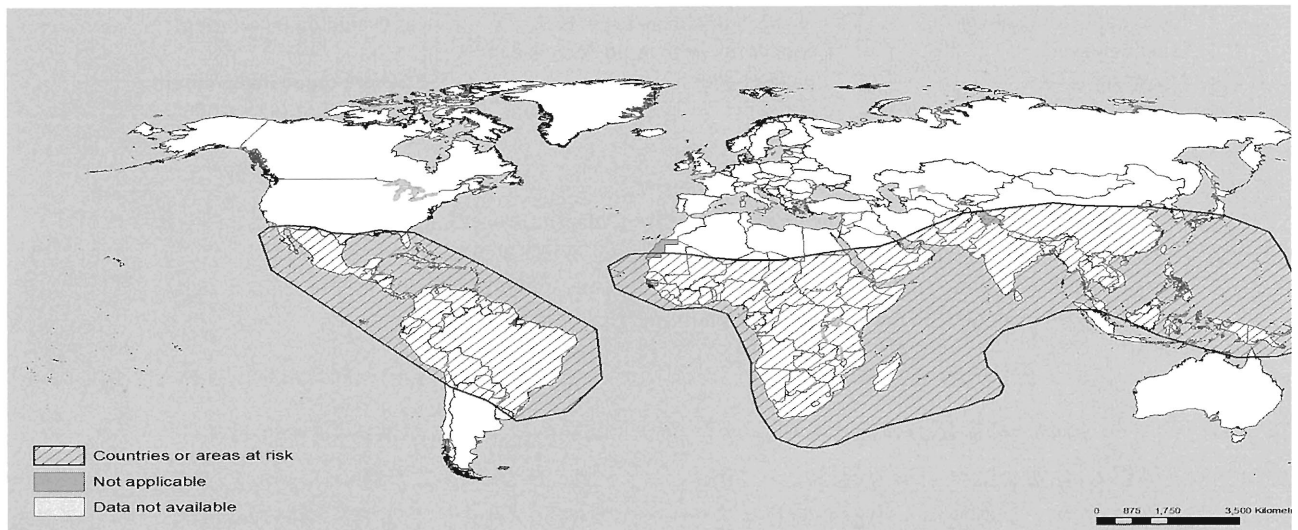 Countries or areas at risk
Not applicable
Data not available
0 875 1,750 3,500 Kilomet